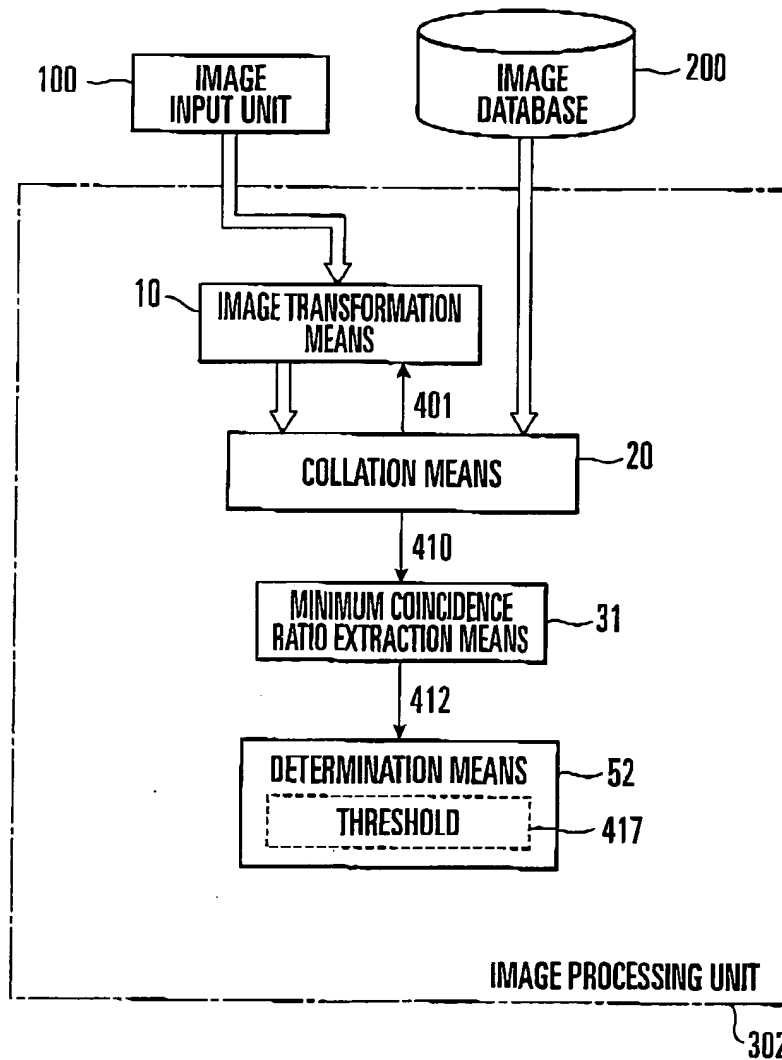 100
IMAGE
INPUT UNIT
IMAGE
DATABASE
200
10
IMAGE TRANSFORMATION
MEANS
401
COLLATION MEANS
20
410
MINIMUM COINCIDENCE
RATIO EXTRACTION MEANS
31
412
DETERMINATION MEANS
52
THRESHOLD
417
IMAGE PROCESSING UNIT
302